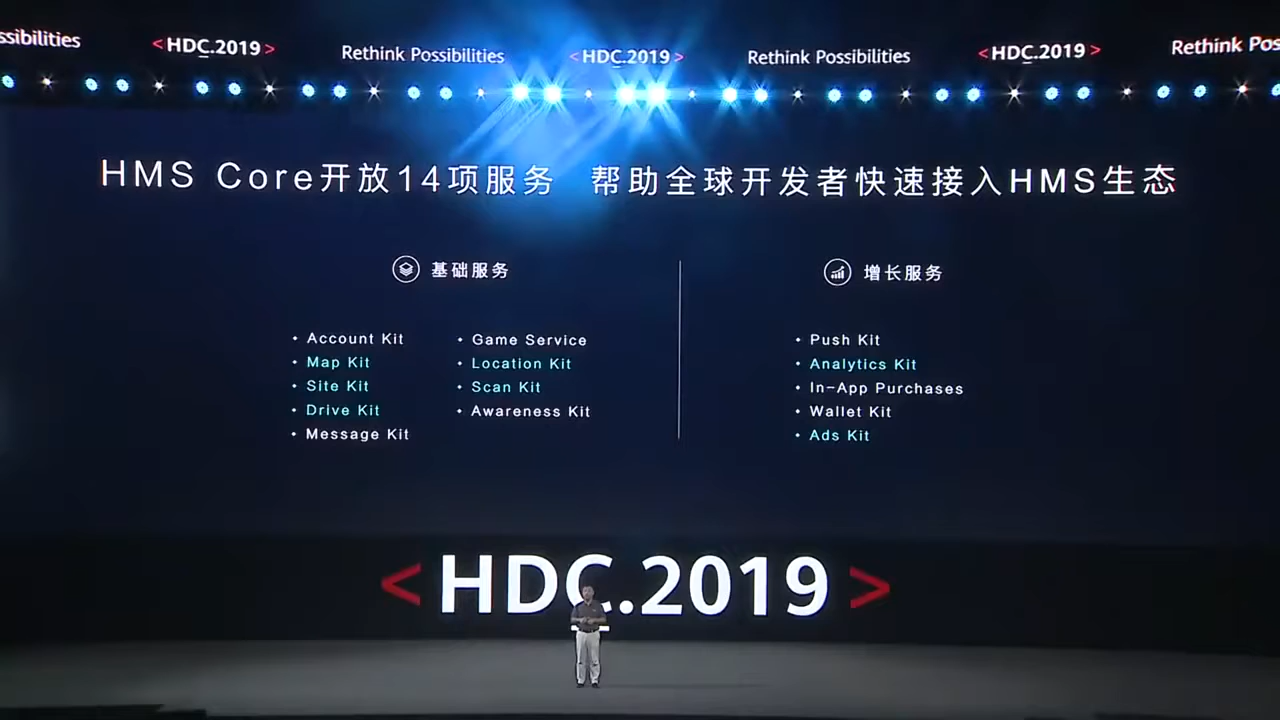 ssibilities <HDC.2019> Rethink Possibilities <HDC.2019> Rethink Possibilities <HDC.2019> Rethink Pos
HMS Core开放14项服务 帮助全球开发者快速接入HMS生态
基础服务
• Account Kit
• Map Kit
• Site Kit
• Drive Kit
• Message Kit
• Game Service
• Location Kit
• Scan Kit
• Awareness Kit
增长服务
• Push Kit
• Analytics Kit
• In-App Purchases
• Wallet Kit
• Ads Kit
<HDC.2019>